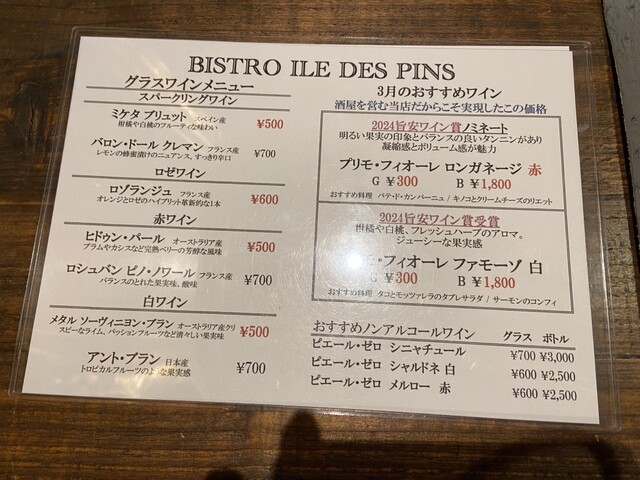 BISTRO ILE DES PINS
グラスワインメニュー
スパークリングワイン
ミケタ ブリュット スペイン産 ¥500
柑橘や白桃のフルーティな味わい
バロン・ドール クレマン フランス産 ¥700
レモンの蜂蜜漬けのニュアンス、すっきり辛口
ロゼワイン
ロゾランジュ フランス産 ¥600
オレンジとロゼのハイブリット革新的な1本
赤ワイン
ヒドゥン・パール オーストラリア産 ¥500
プラムやカシスなど完熟ベリーの芳醇な風味
ロシュバン ピノ・ノワール フランス産 ¥700
バランスのとれた果実味、酸味
白ワイン
メタル ソーヴィニヨン・ブラン オーストラリア産クリ ¥500
スピーなライム、パッションフルーツなど清々しい果実味
アント・ブラン 日本産 ¥700
トロピカルフルーツのような果実感
3月のおすすめワイン
酒屋を営む当店だからこそ実現したこの価格
2024旨安ワイン賞ノミネート
明るい果実の印象とバランスの良いタンニンがあり
凝縮感とボリューム感が魅力
プリモ・フィオーレ ロンガネージ 赤
G ¥300 B ¥1,800
おすすめ料理 パテ・ド・カンパーニュ / キノコとクリームチーズのリエット
2024旨安ワイン賞受賞
柑橘や白桃、フレッシュハーブのアロマ。
ジューシーな果実感
モ・フィオーレ ファモーゾ 白
G ¥300 B ¥1,800
おすすめ料理 タコとモッツァレラのタブレサラダ / サーモンのコンフィ
おすすめノンアルコールワイン グラス ボトル
ピエール・ゼロ シニャチュール ¥700 ¥3,000
ピエール・ゼロ シャルドネ 白 ¥600 ¥2,500
ピエール・ゼロ メルロー 赤 ¥600 ¥2,500